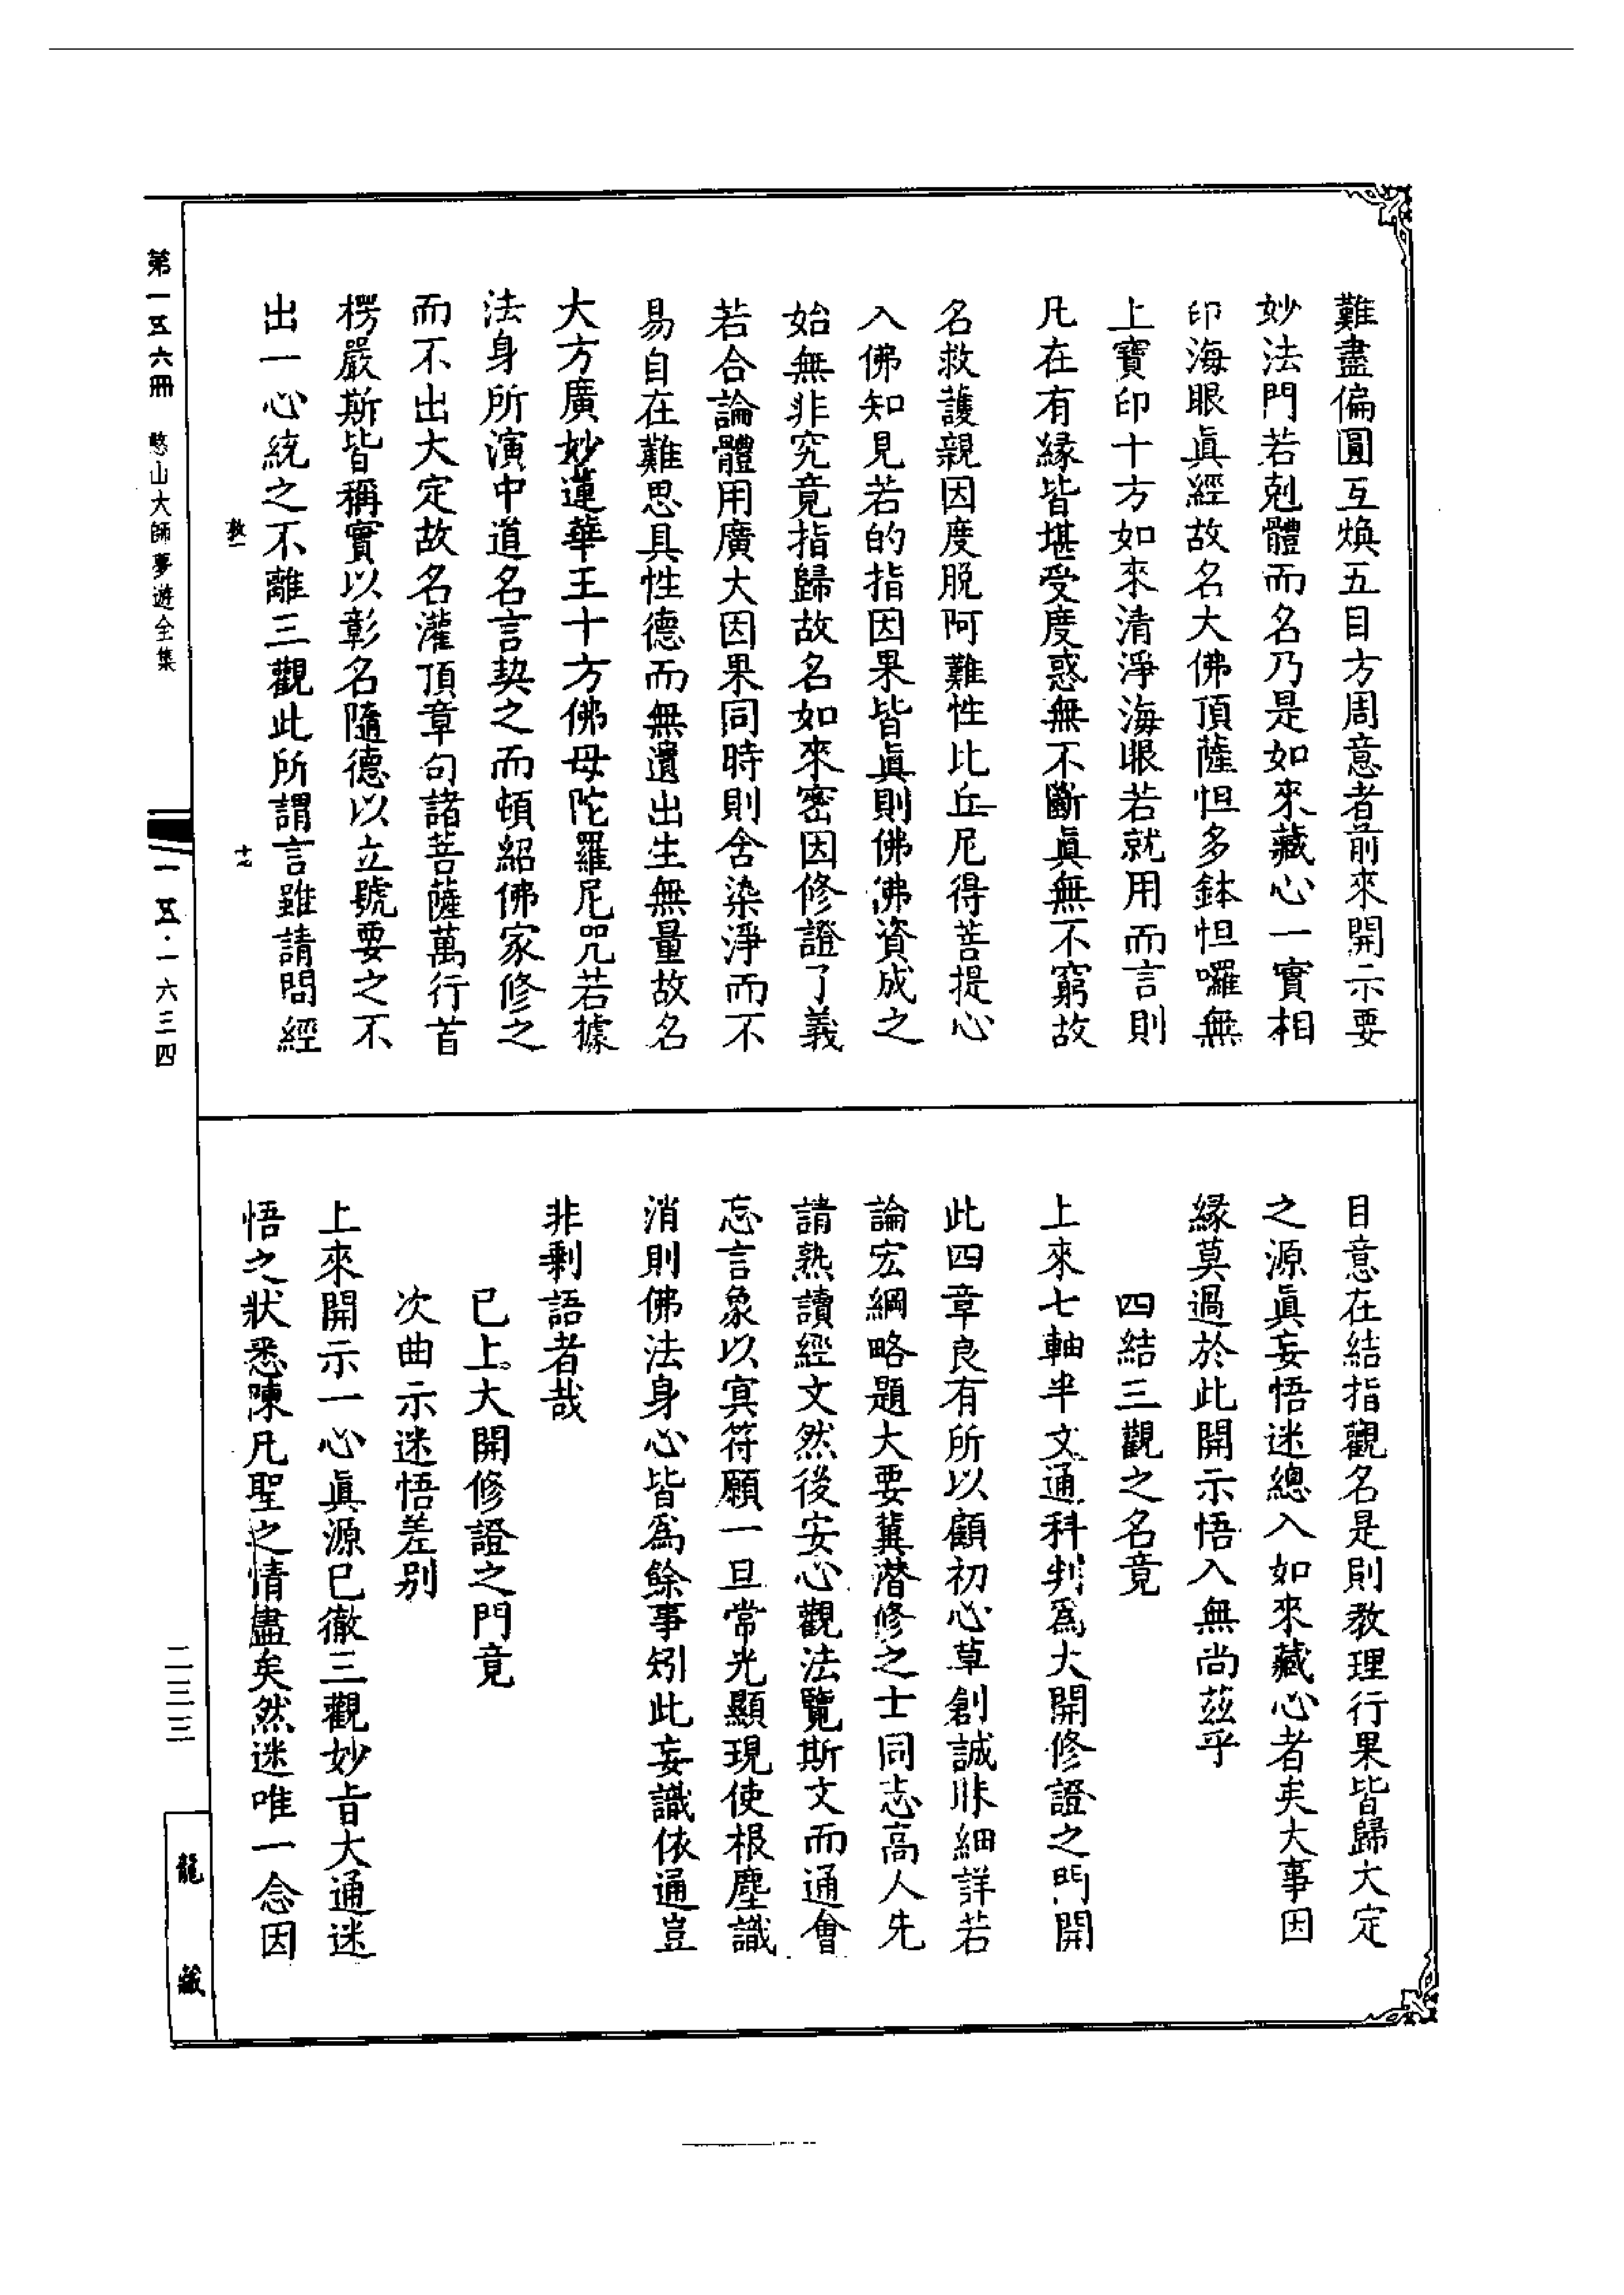 難盡偏圓互煥五目方周意者前來開示要
妙法門若剋體而名乃是如來藏心一實相
印海眼眞經故名大佛頂薩怛多鉢怛囉無
上寶印十方如來清淨海眼若就用而言則
凡在有緣皆堪受度惑無不斷眞無不窮故
名救護親因度脫阿難性比丘尼得菩提心
入佛知見若的指因果皆眞則佛佛資成之
始無非究竟指歸故名如來密因修證了義
若合論體用廣大因果同時則含染淨而不
易自在難思具性德而無遺出生無量故名
大方廣妙蓮華王十方佛母陀羅尼咒若據
法身所演中道名言契之而頓紹佛家修之
而不出大定故名灌頂章句諸菩薩萬行首
楞嚴斯皆稱實以彰名隨德以立號要之不
出一心統之不離三觀此所謂言雖請問經
目意在結指觀名是則教理行果皆歸大定
之源眞妄悟迷總入如來藏心者矣大事因
緣莫過於此開示悟入無尚茲乎
四結三觀之名竟
上來七軸半文通科判爲大開修證之門開
此四章良有所以顧初心草創誠非細詳若
論宏綱略題大要冀潛修之士同志高人先
請熟讀經文然後安心觀法覽斯文而通會
忘言象以冥符願一旦常光顯現使根塵識
消則佛法身心皆爲餘事矧此妄識依通豈
非剩語者哉
已上。大開修證之門竟
次曲示迷悟差別
上來開示一心眞源已徹三觀妙旨大通迷
悟之狀悉陳凡聖之情盡矣然迷唯一念因
教一
十七
第一五六冊 憨山大師夢遊全集
一五·一六三四
二三三
龍藏